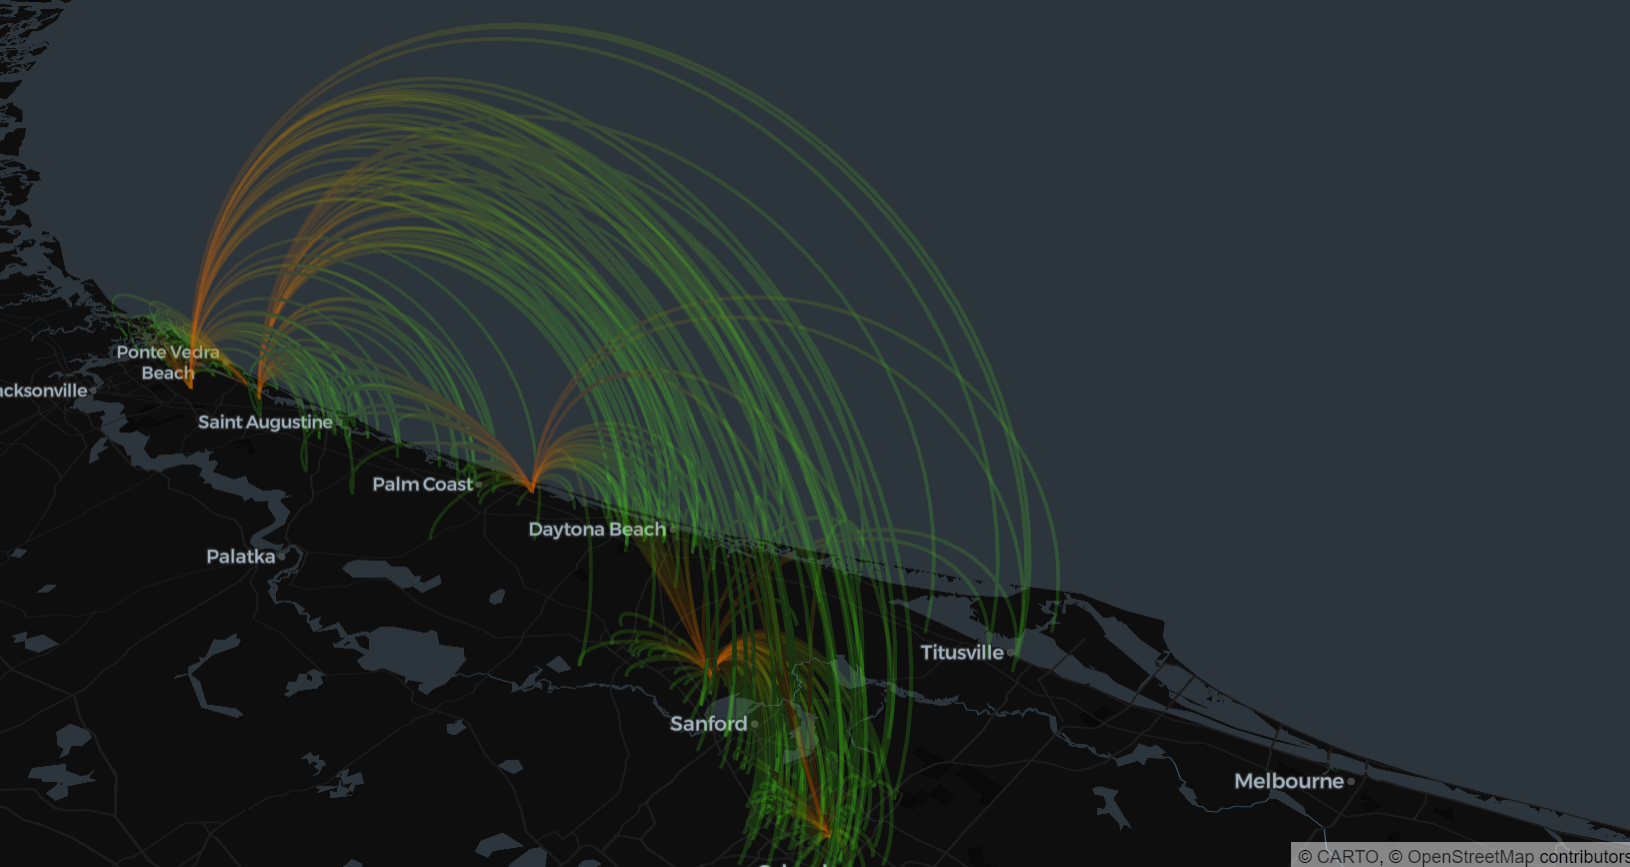 Ponte Vedra
Beach
acksonville
Saint Augustine
Palm Coast
Daytona Beach
Palatka
Titusville
Sanford
Melbourne
© CARTO, © OpenStreetMap contributors